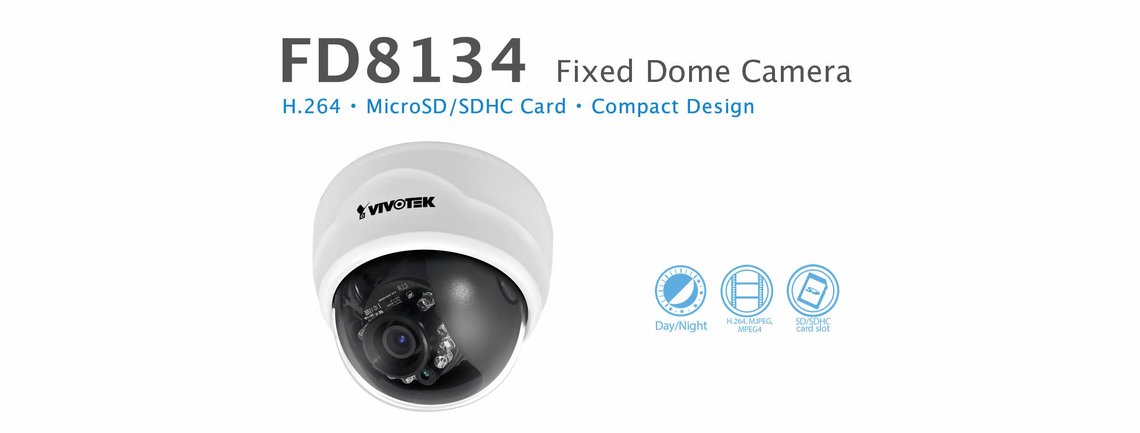 FD8134 Fixed Dome Camera
H.264 • MicroSD/SDHC Card • Compact Design
VIVOTEK
Day/Night
H.264, MJPEG,
MPEG4
SD/SDHC
card slot